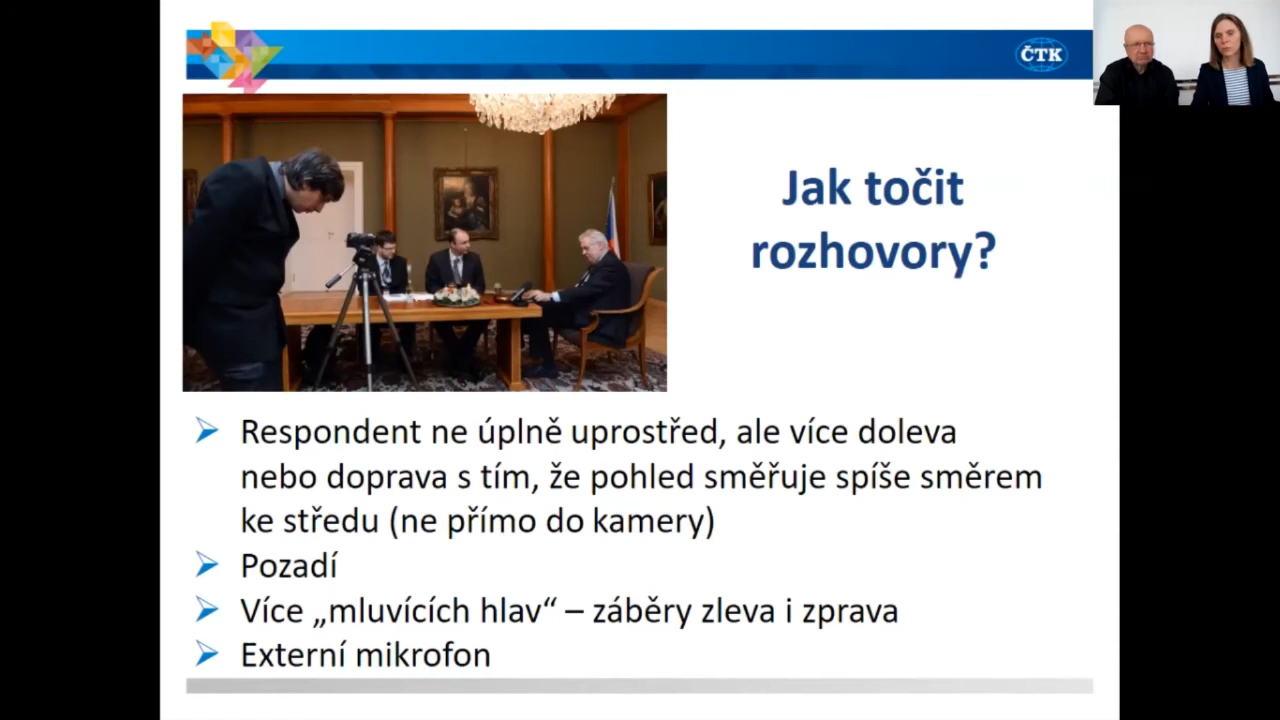 ČTK
Jak točit
rozhovory?
Respondent ne úplně uprostřed, ale více doleva
nebo doprava s tím, že pohled směřuje spíše směrem
ke středu (ne přímo do kamery)
Pozadí
Více „mluvících hlav“ – záběry zleva i zprava
Externí mikrofon